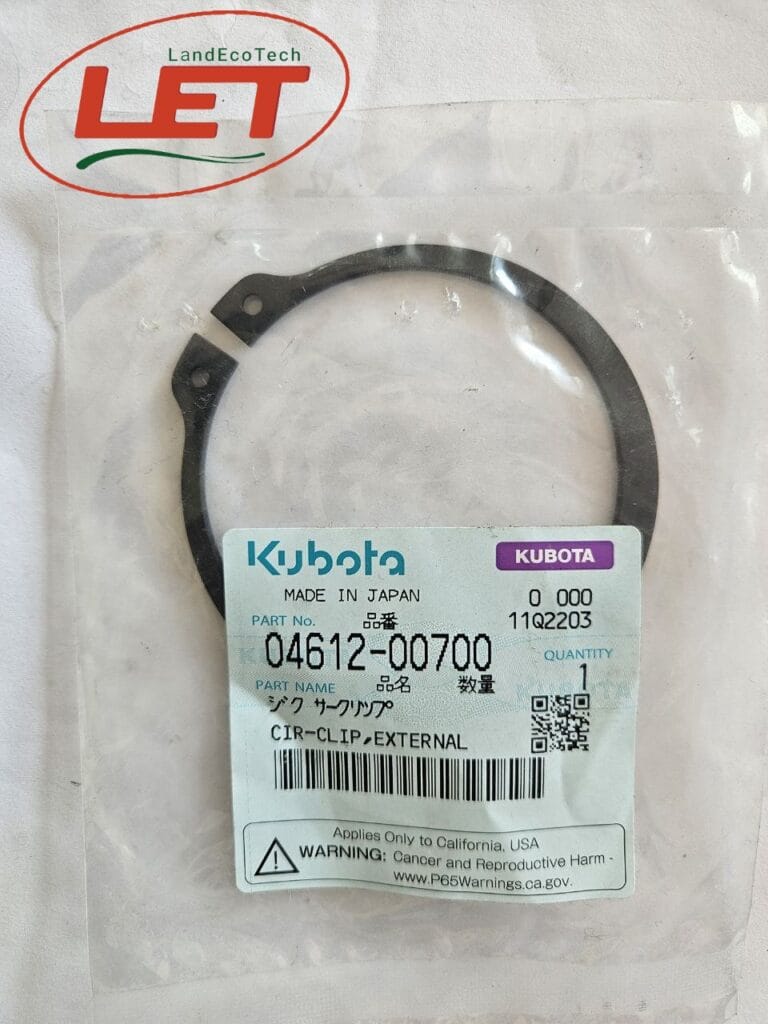 LandEcoTech
LET
Kubota KUBOTA
MADE IN JAPAN 0 000
PART No. 品番 11Q2203
04612-00700 QUANTITY
PART NAME 品名 数量 1
ジク サークリップ
CIR-CLIP,EXTERNAL
Applies Only to California, USA
WARNING: Cancer and Reproductive Harm -
www.P65Warnings.ca.gov.